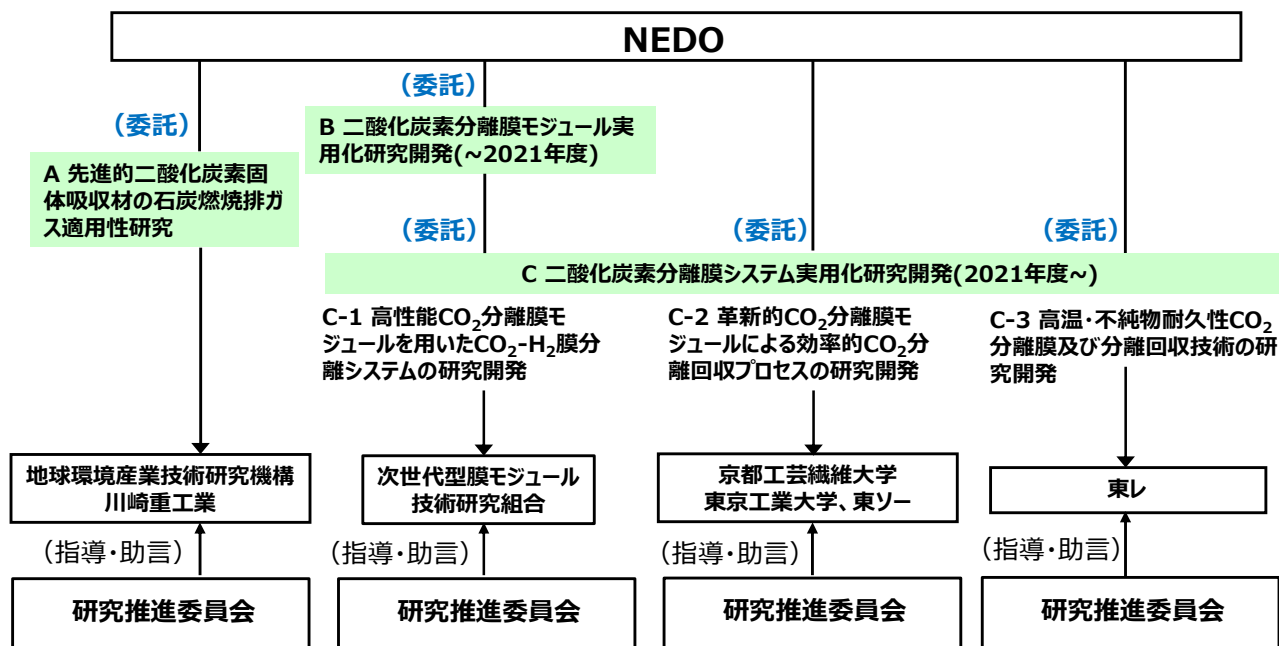 NEDO
(委託)
A 先進的二酸化炭素固
体吸収材の石炭燃焼排ガ
ス適用性研究
(委託)
B 二酸化炭素分離膜モジュール実
用化研究開発(~2021年度)
(委託)
(委託)
(委託)
C 二酸化炭素分離膜システム実用化研究開発(2021年度~)
C-1 高性能CO₂分離膜モ
ジュールを用いたCO₂-H₂膜分
離システムの研究開発
C-2 革新的CO₂分離膜モ
ジュールによる効率的CO₂分
離回収プロセスの研究開発
C-3 高温・不純物耐久性CO₂
分離膜及び分離回収技術の研
究開発
地球環境産業技術研究機構
川崎重工業
次世代型膜モジュール
技術研究組合
京都工芸繊維大学
東京工業大学、東ソー
東レ
(指導・助言)
(指導・助言)
(指導・助言)
(指導・助言)
研究推進委員会
研究推進委員会
研究推進委員会
研究推進委員会